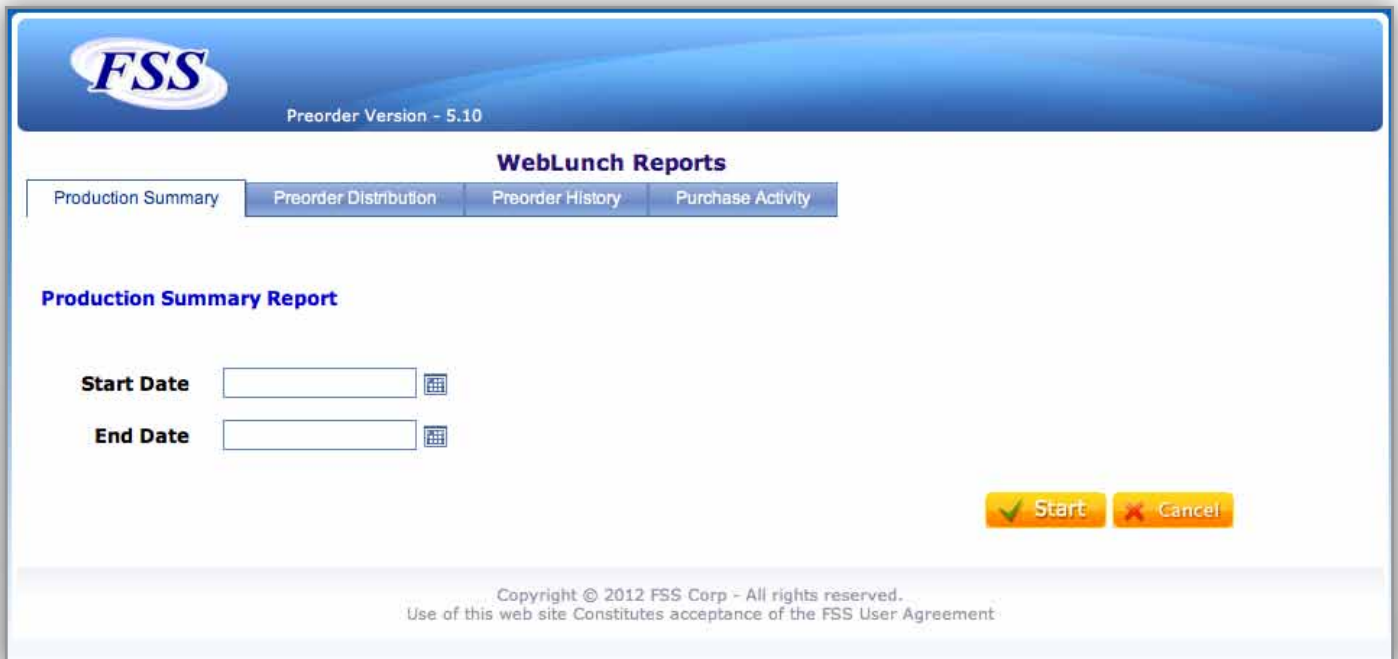 FSS
Preorder Version - 5.10
WebLunch Reports
Production Summary Preorder Distribution Preorder History Purchase Activity
Production Summary Report
Start Date
End Date
Start Cancel
Copyright © 2012 FSS Corp - All rights reserved.
Use of this web site Constitutes acceptance of the FSS User Agreement